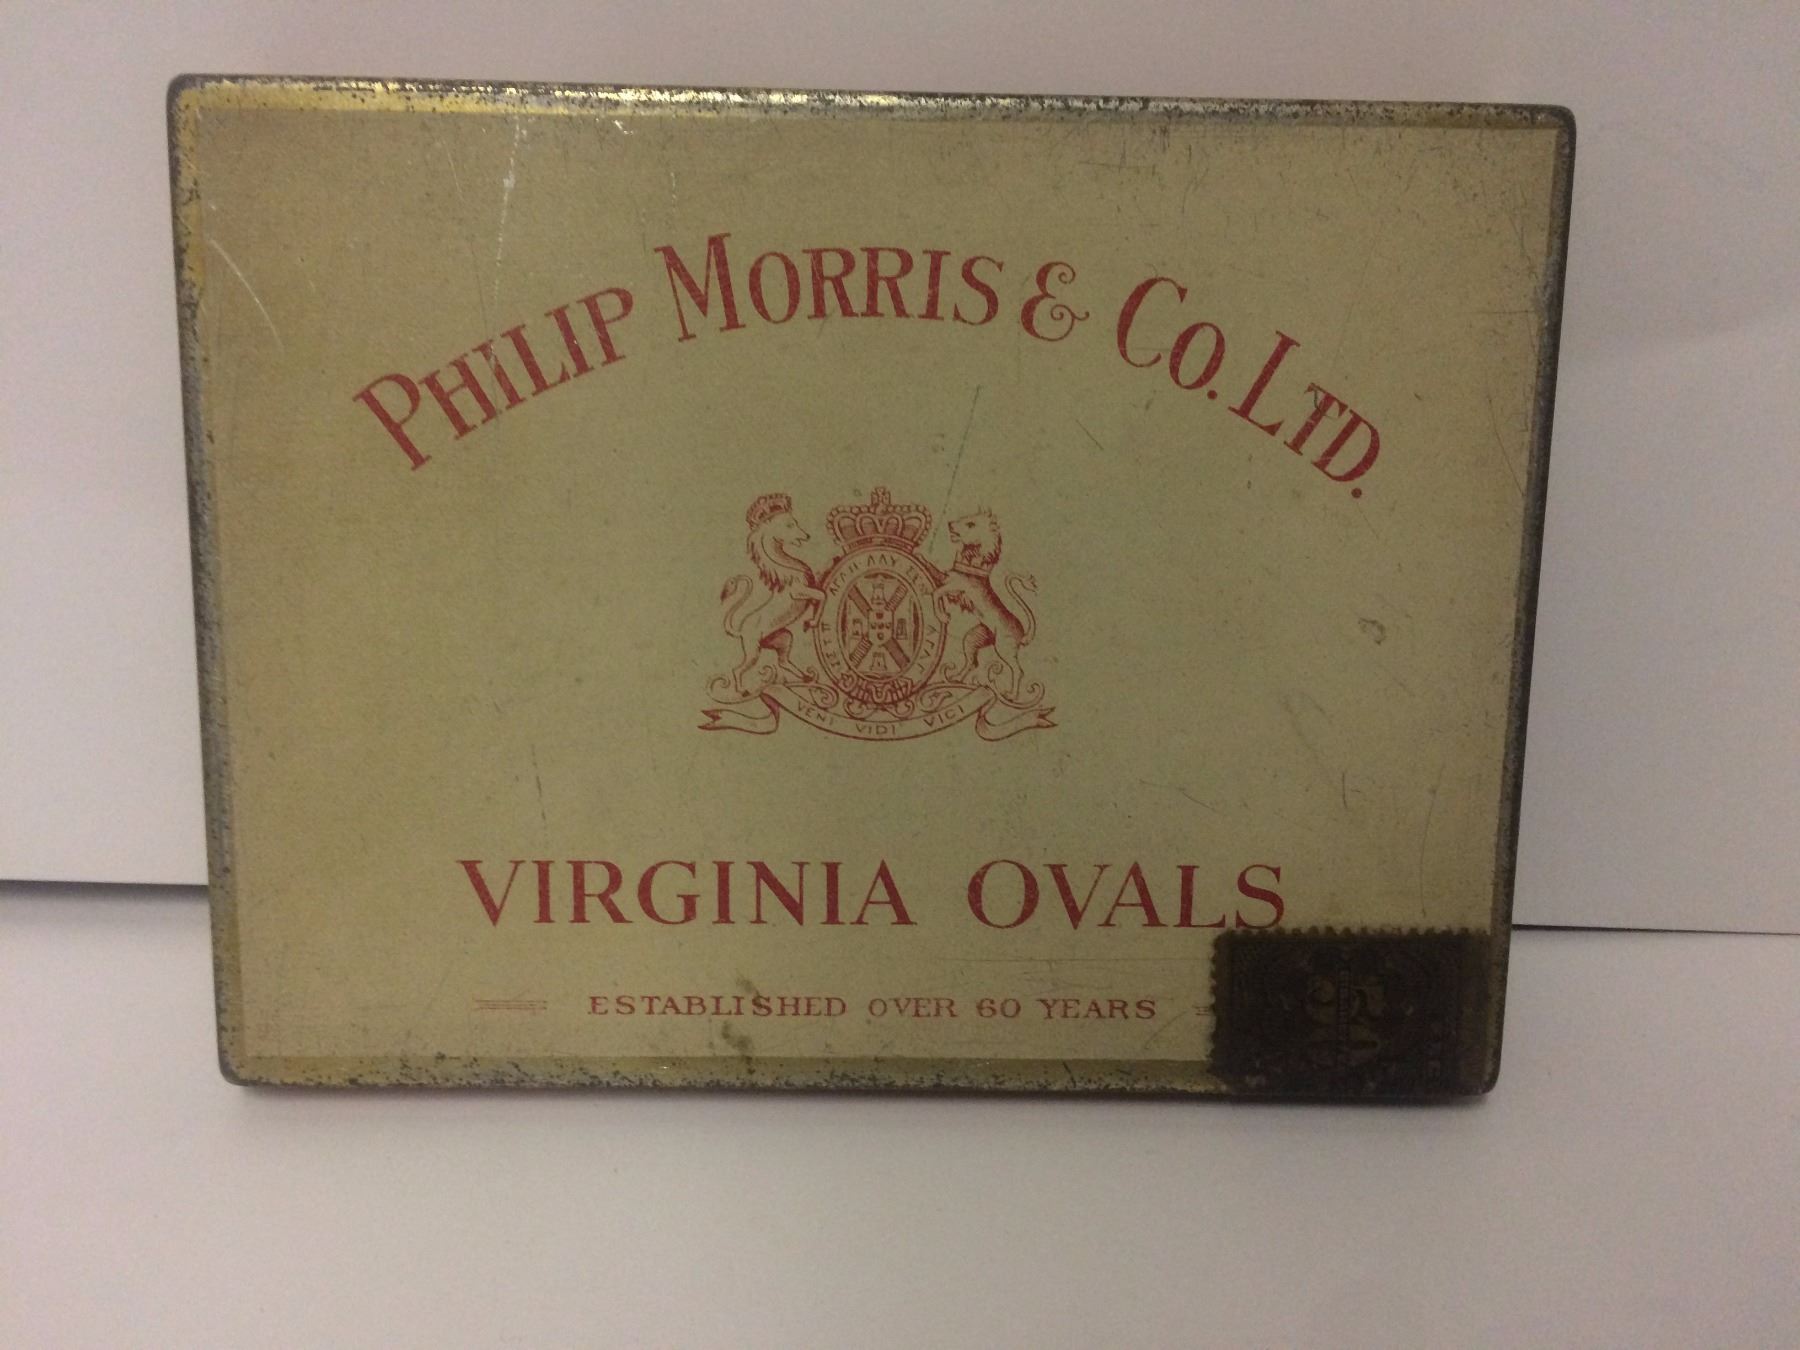 PHILIP MORRIS & CO. LTD.
VENI VIDI VICI
VIRGINIA OVALS
ESTABLISHED OVER 60 YEARS